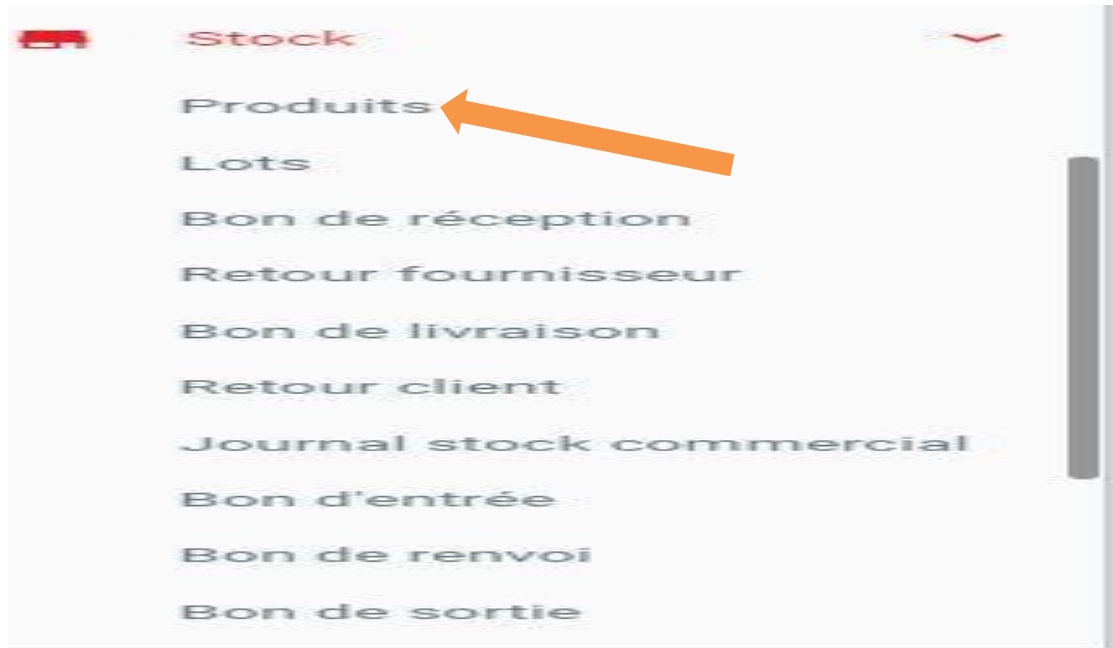 Stock
Produits
Lots
Bon de réception
Retour fournisseur
Bon de livraison
Retour client
Journal stock commercial
Bon d'entrée
Bon de renvoi
Bon de sortie